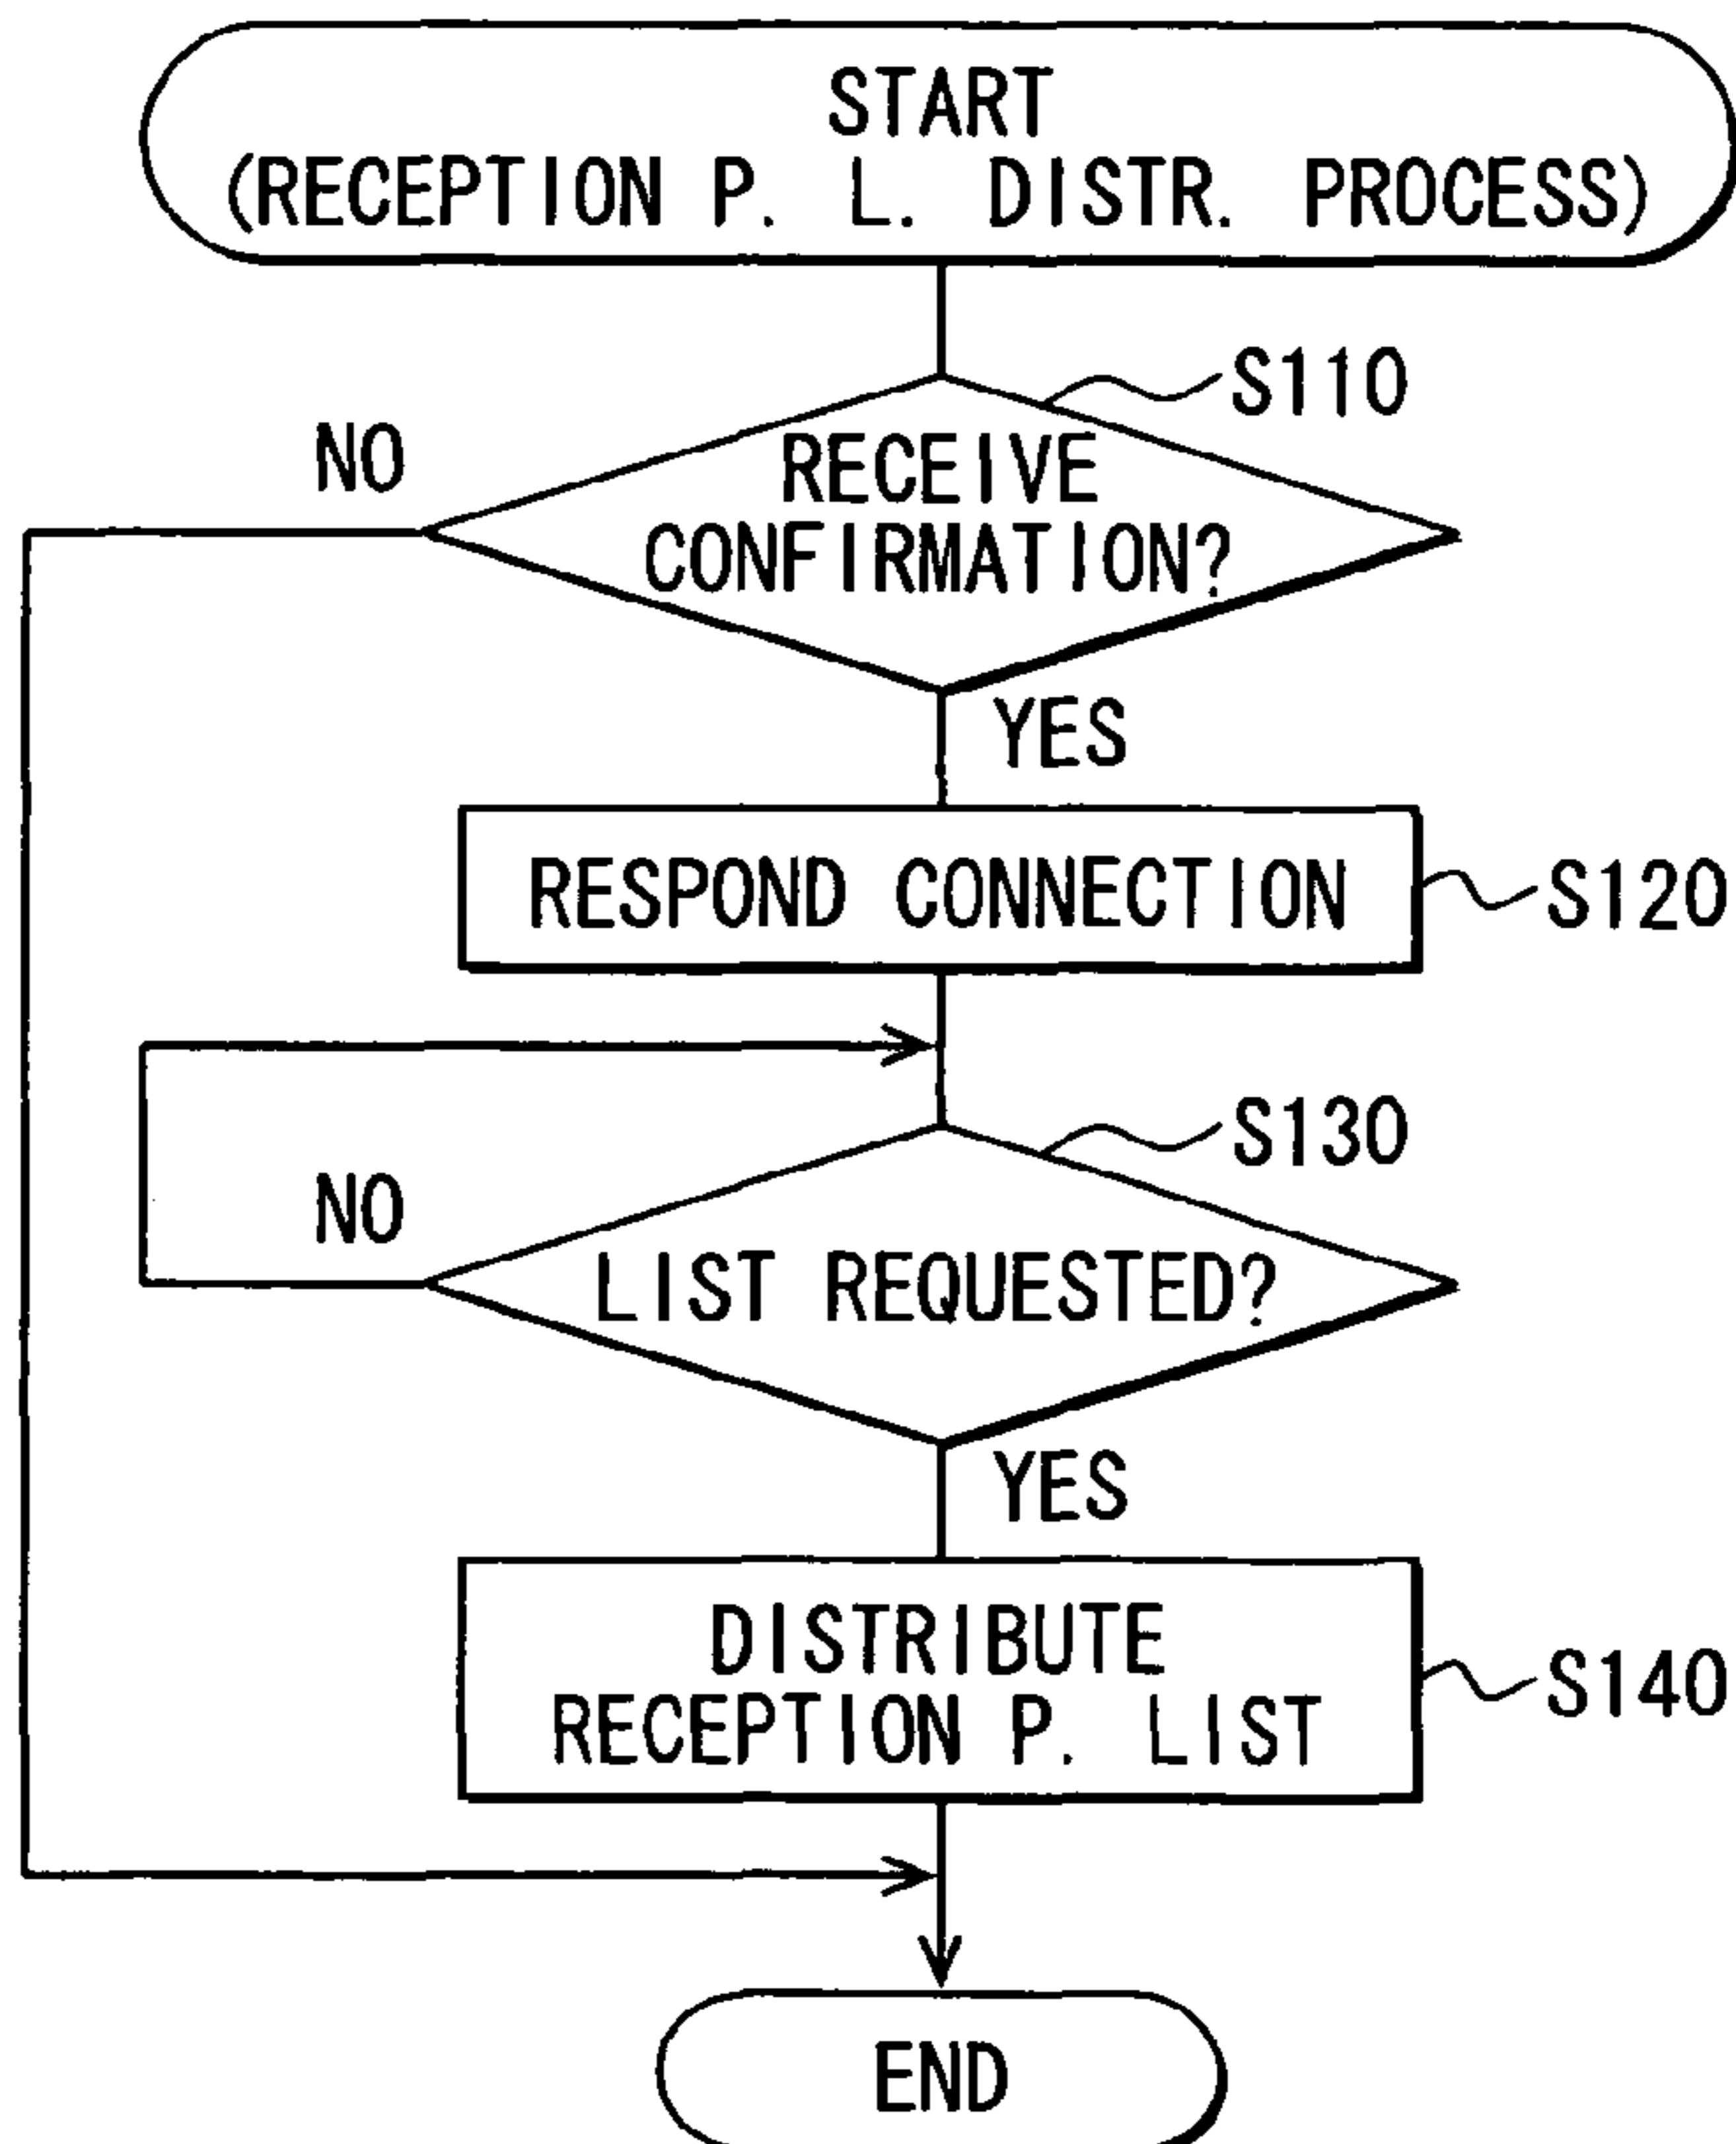 START
(RECEPTION P. L. DISTR. PROCESS)
S110
NO
RECEIVE
CONFIRMATION?
YES
RESPOND CONNECTION
S120
S130
NO
LIST REQUESTED?
YES
DISTRIBUTE
RECEPTION P. LIST
S140
END